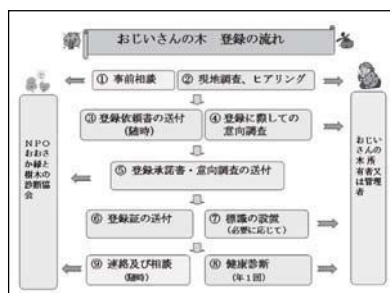 おじいさんの木　登録の流れ
① 事前相談
② 現地調査、ヒアリング
③ 登録依頼書の送付
（随時）
④ 登録に際しての
意向調査
⑤ 登録承諾書・意向調査の送付
⑥ 登録証の送付
⑦ 標識の設置
（必要に応じて）
⑨ 連絡及び相談
（随時）
⑧ 健康診断
（年１回）
ＮＰＯ
おおさ
か緑と
樹木の
診断協
会
おじい
さんの
木 所
有者又
は管理
者